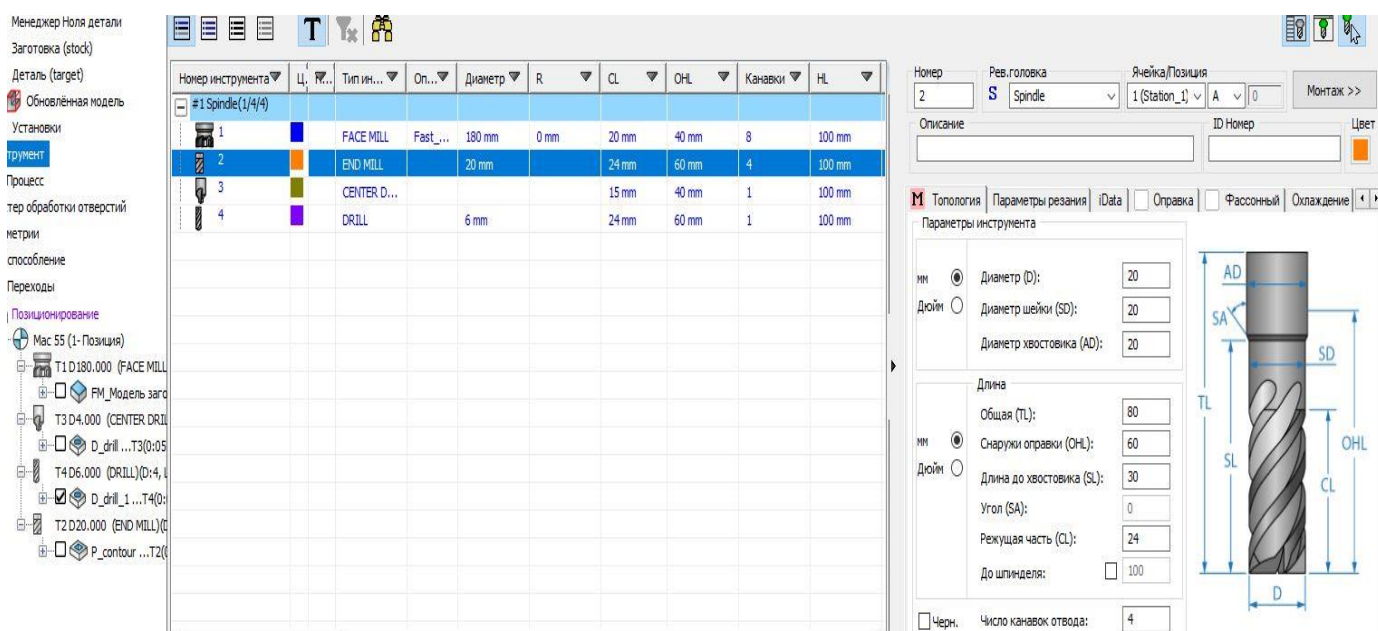 Менеджер Ноля детали
Заготовка (stock)
Деталь (target)
Обновлённая модель
Установки
трумент
Процесс
тер обработки отверстий
метрии
способление
Переходы
Позиционирование
Mac 55 (1- Позиция)
T1 D180.000 (FACE MILL
FM_Модель заго
T3 D4.000 (CENTER DRIL
D_drill ...T3(0:05
T4 D6.000 (DRILL)(D:4, L
D_drill_1 ...T4(0:
T2 D20.000 (END MILL)(D
P_contour ...T2(0
T
Номер инструмента Ц. Тип ин... Оп... Диаметр R CL OHL Канавки HL
#1 Spindle(1/4/4)
1 FACE MILL Fast_... 180 mm 0 mm 20 mm 40 mm 8 100 mm
2 END MILL 20 mm 24 mm 60 mm 4 100 mm
3 CENTER D... 15 mm 40 mm 1 100 mm
4 DRILL 6 mm 24 mm 60 mm 1 100 mm
Номер Рев.головка Ячейка/Позиция
2 S Spindle 1 (Station_1) A 0 Монтаж >>
Описание ID Номер Цвет
M Топология Параметры резания iData Оправка Фассонный Охлаждение
Параметры инструмента
мм Диаметр (D): 20
Дюйм Диаметр шейки (SD): 20
Диаметр хвостовика (AD): 20
Длина
Общая (TL): 80
мм Снаружи оправки (OHL): 60
Дюйм Длина до хвостовика (SL): 30
Угол (SA): 0
Режущая часть (CL): 24
До шпинделя: 100
Черн. Число канавок отвода: 4
AD
SA
SD
TL
OHL
SL
CL
D